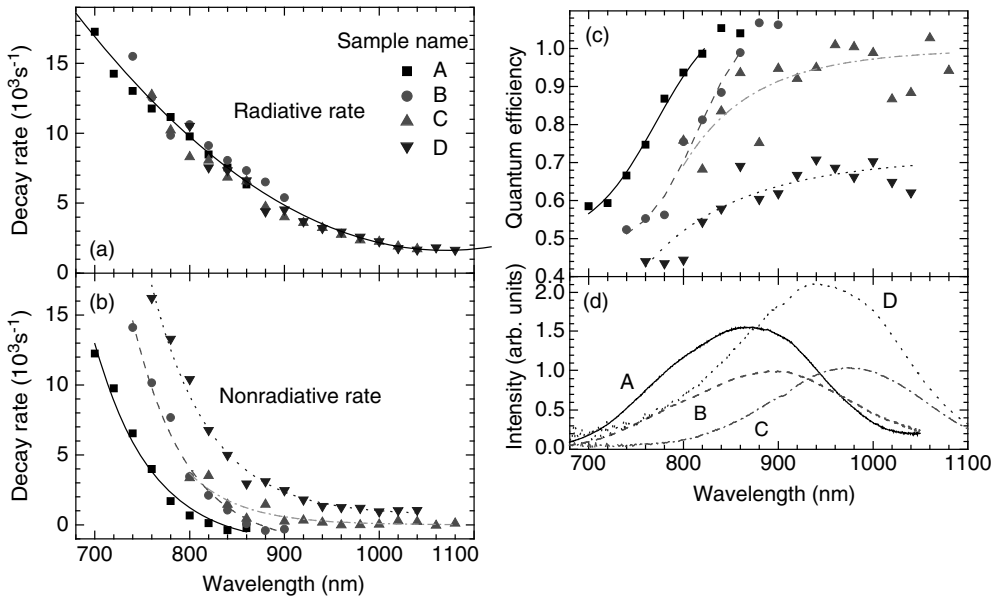 Decay rate (10³s⁻¹)
15
10
5
0
(a)
Radiative rate
Sample name
A
B
C
D
Decay rate (10³s⁻¹)
15
10
5
0
(b)
Nonradiative rate
700 800 900 1000 1100
Wavelength (nm)
Quantum efficiency
1.0
0.9
0.8
0.7
0.6
0.5
0.4
(c)
Intensity (arb. units)
2.0
1.5
1.0
0.5
0.0
(d)
A
B
C
D
700 800 900 1000 1100
Wavelength (nm)